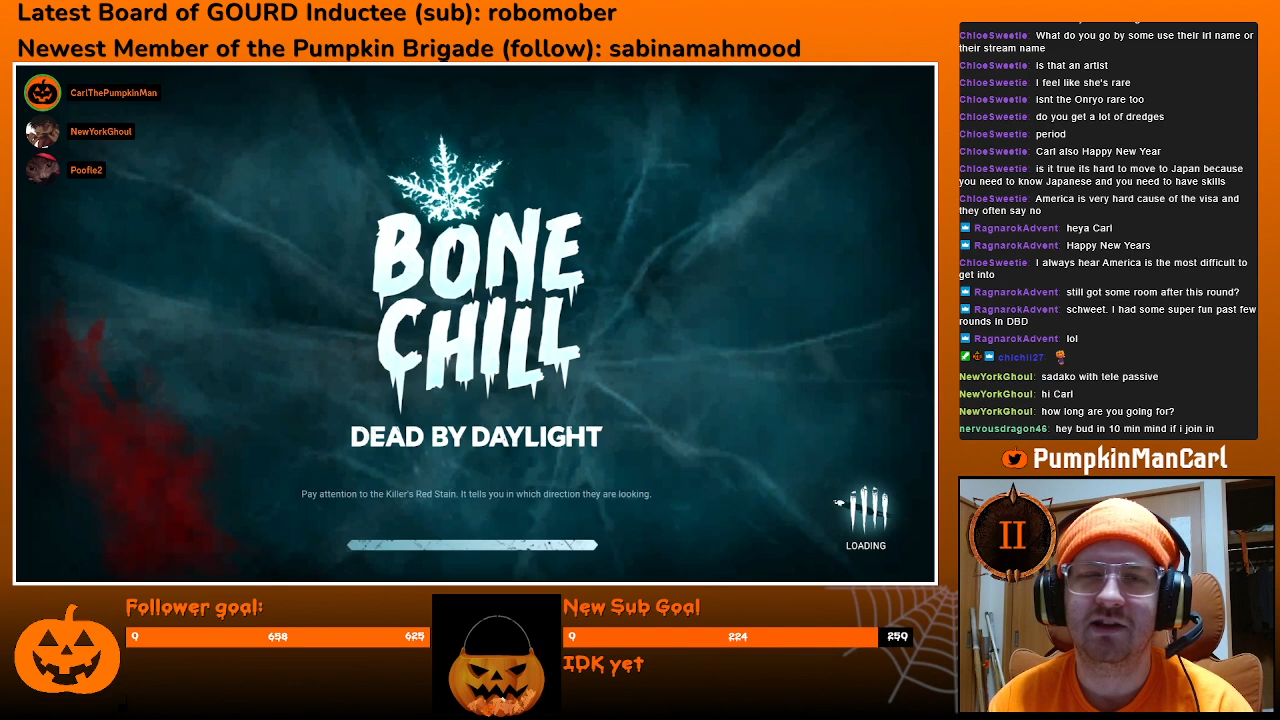 Latest Board of GOURD Inductee (sub): robomober
Newest Member of the Pumpkin Brigade (follow): sabinamahmood
CarlThePumpkinMan
NewYorkGhoul
Poofle2
BONE
CHILL
DEAD BY DAYLIGHT
Pay attention to the Killer's Red Stain. It tells you in which direction they are looking.
LOADING
ChloeSweetie: What do you go by some use their irl name or
their stream name
ChloeSweetie: is that an artist
ChloeSweetie: I feel like she's rare
ChloeSweetie: Isnt the Onryo rare too
ChloeSweetie: do you get a lot of dredges
ChloeSweetie: period
ChloeSweetie: Carl also Happy New Year
ChloeSweetie: is it true its hard to move to Japan because
you need to know Japanese and you need to have skills
ChloeSweetie: America is very hard cause of the visa and
they often say no
RagnarokAdvent: heya Carl
RagnarokAdvent: Happy New Years
ChloeSweetie: I always hear America is the most difficult to
get into
RagnarokAdvent: still got some room after this round?
RagnarokAdvent: schweet. I had some super fun past few
rounds in DBD
RagnarokAdvent: lol
chichii27:
NewYorkGhoul: sadako with tele passive
NewYorkGhoul: hi Carl
NewYorkGhoul: how long are you going for?
nervousdragon46: hey bud in 10 min mind if i join in
PumpkinManCarl
II
Follower goal:
0 658 625
New Sub Goal
0 224 250
IDK yet